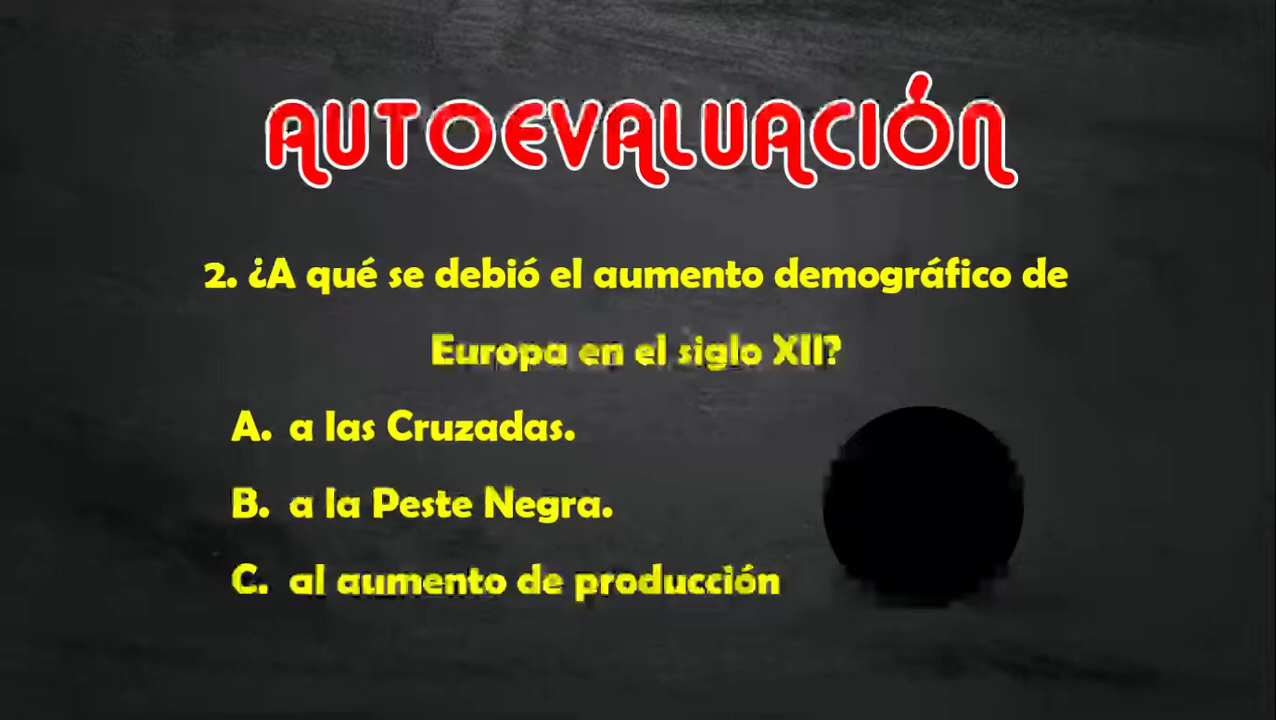 AUTOEVALUACIÓN
2. ¿A qué se debió el aumento demográfico de
Europa en el siglo XII?
A. a las Cruzadas.
B. a la Peste Negra.
C. al aumento de producción